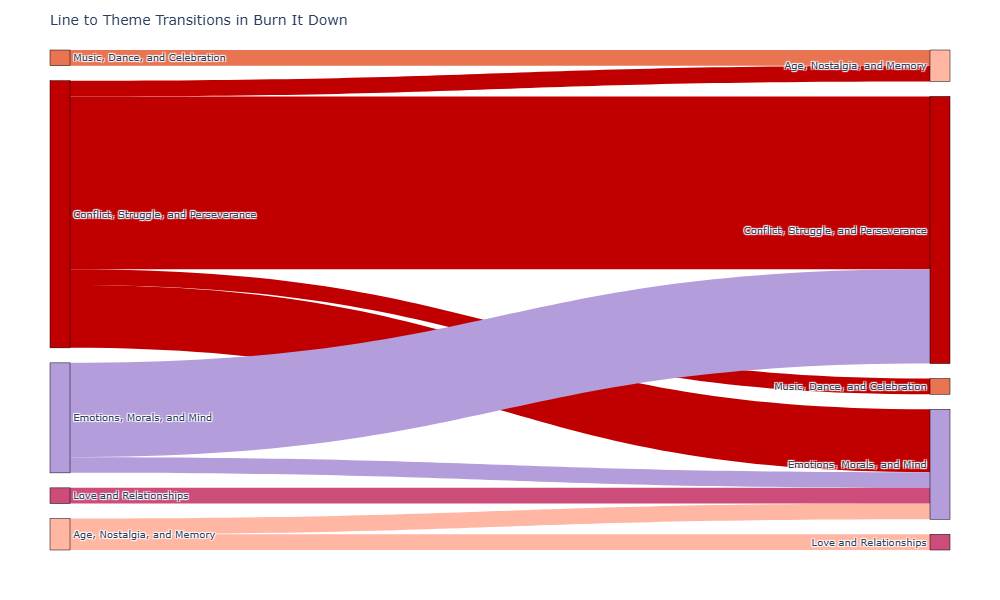 Line to Theme Transitions in Burn It Down
Music, Dance, and Celebration
Age, Nostalgia, and Memory
Conflict, Struggle, and Perseverance
Conflict, Struggle, and Perseverance
Music, Dance, and Celebration
Emotions, Morals, and Mind
Emotions, Morals, and Mind
Love and Relationships
Age, Nostalgia, and Memory
Love and Relationships